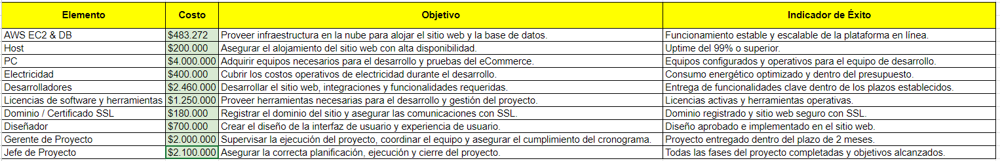 Elemento Costo Objetivo Indicador de Éxito
AWS EC2 & DB $483.272 Proveer infraestructura en la nube para alojar el sitio web y la base de datos. Funcionamiento estable y escalable de la plataforma en línea.
Host $200.000 Asegurar el alojamiento del sitio web con alta disponibilidad. Uptime del 99% o superior.
PC $4.000.000 Adquirir equipos necesarios para el desarrollo y pruebas del eCommerce. Equipos configurados y operativos para el equipo de desarrollo.
Electricidad $400.000 Cubrir los costos operativos de electricidad durante el desarrollo. Consumo energético optimizado y dentro del presupuesto.
Desarrolladores $2.460.000 Desarrollar el sitio web, integraciones y funcionalidades requeridas. Entrega de funcionalidades clave dentro de los plazos establecidos.
Licencias de software y herramientas $1.250.000 Proveer herramientas necesarias para el desarrollo y gestión del proyecto. Licencias activas y herramientas operativas.
Dominio / Certificado SSL $180.000 Registrar el dominio del sitio y asegurar las comunicaciones con SSL. Dominio registrado y sitio web seguro con SSL.
Diseñador $700.000 Crear el diseño de la interfaz de usuario y experiencia de usuario. Diseño aprobado e implementado en el sitio web.
Gerente de Proyecto $2.000.000 Supervisar la ejecución del proyecto, coordinar el equipo y asegurar el cumplimiento del cronograma. Proyecto entregado dentro del plazo de 2 meses.
Jefe de Proyecto $2.100.000 Asegurar la correcta planificación, ejecución y cierre del proyecto. Todas las fases del proyecto completadas y objetivos alcanzados.